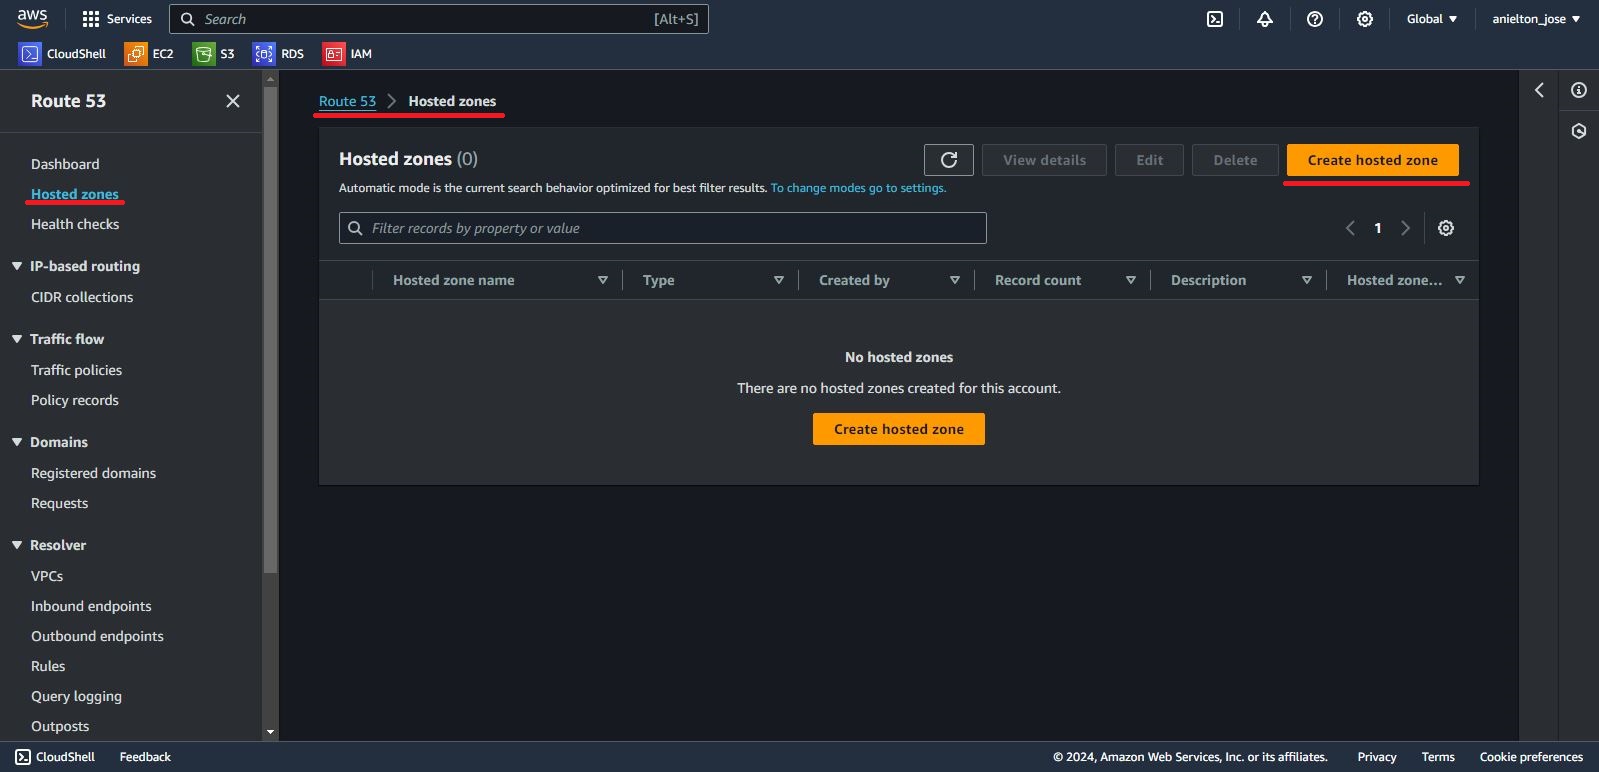 aws Services Search [Alt+S] Global anielton_jose
CloudShell EC2 S3 RDS IAM
Route 53
Dashboard
Hosted zones
Health checks
IP-based routing
CIDR collections
Traffic flow
Traffic policies
Policy records
Domains
Registered domains
Requests
Resolver
VPCs
Inbound endpoints
Outbound endpoints
Rules
Query logging
Outposts
Route 53 Hosted zones
Hosted zones (0) View details Edit Delete Create hosted zone
Automatic mode is the current search behavior optimized for best filter results. To change modes go to settings.
Filter records by property or value 1
Hosted zone name Type Created by Record count Description Hosted zone...
No hosted zones
There are no hosted zones created for this account.
Create hosted zone
CloudShell Feedback © 2024, Amazon Web Services, Inc. or its affiliates. Privacy Terms Cookie preferences